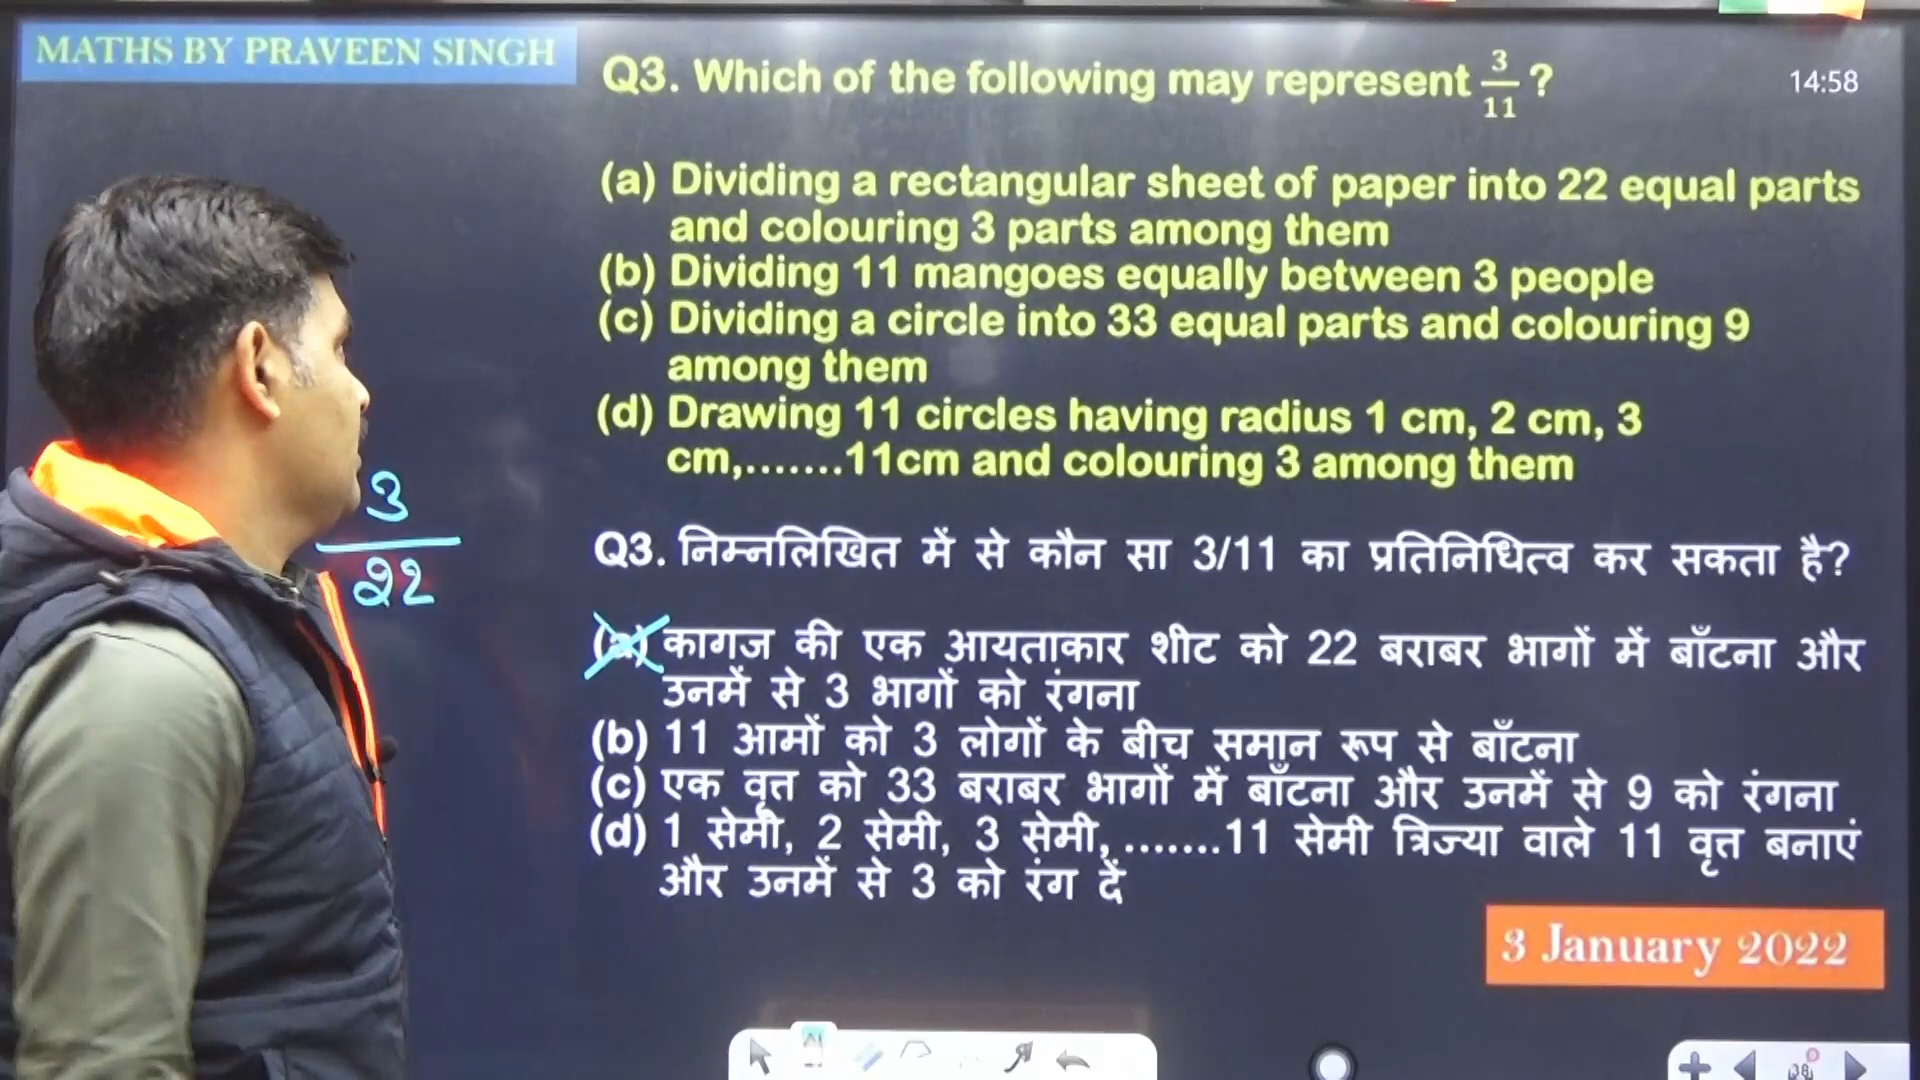 MATHS BY PRAVEEN SINGH
Q3. Which of the following may represent 3/11 ?
14:58
(a) Dividing a rectangular sheet of paper into 22 equal parts
and colouring 3 parts among them
(b) Dividing 11 mangoes equally between 3 people
(c) Dividing a circle into 33 equal parts and colouring 9
among them
(d) Drawing 11 circles having radius 1 cm, 2 cm, 3
cm,.......11cm and colouring 3 among them
3
22
Q3. निम्नलिखित में से कौन सा 3/11 का प्रतिनिधित्व कर सकता है?
(a) कागज की एक आयताकार शीट को 22 बराबर भागों में बाँटना और
उनमें से 3 भागों को रंगना
(b) 11 आमों को 3 लोगों के बीच समान रूप से बाँटना
(c) एक वृत्त को 33 बराबर भागों में बाँटना और उनमें से 9 को रंगना
(d) 1 सेमी, 2 सेमी, 3 सेमी, .......11 सेमी त्रिज्या वाले 11 वृत्त बनाएं
और उनमें से 3 को रंग दें
3 January 2022